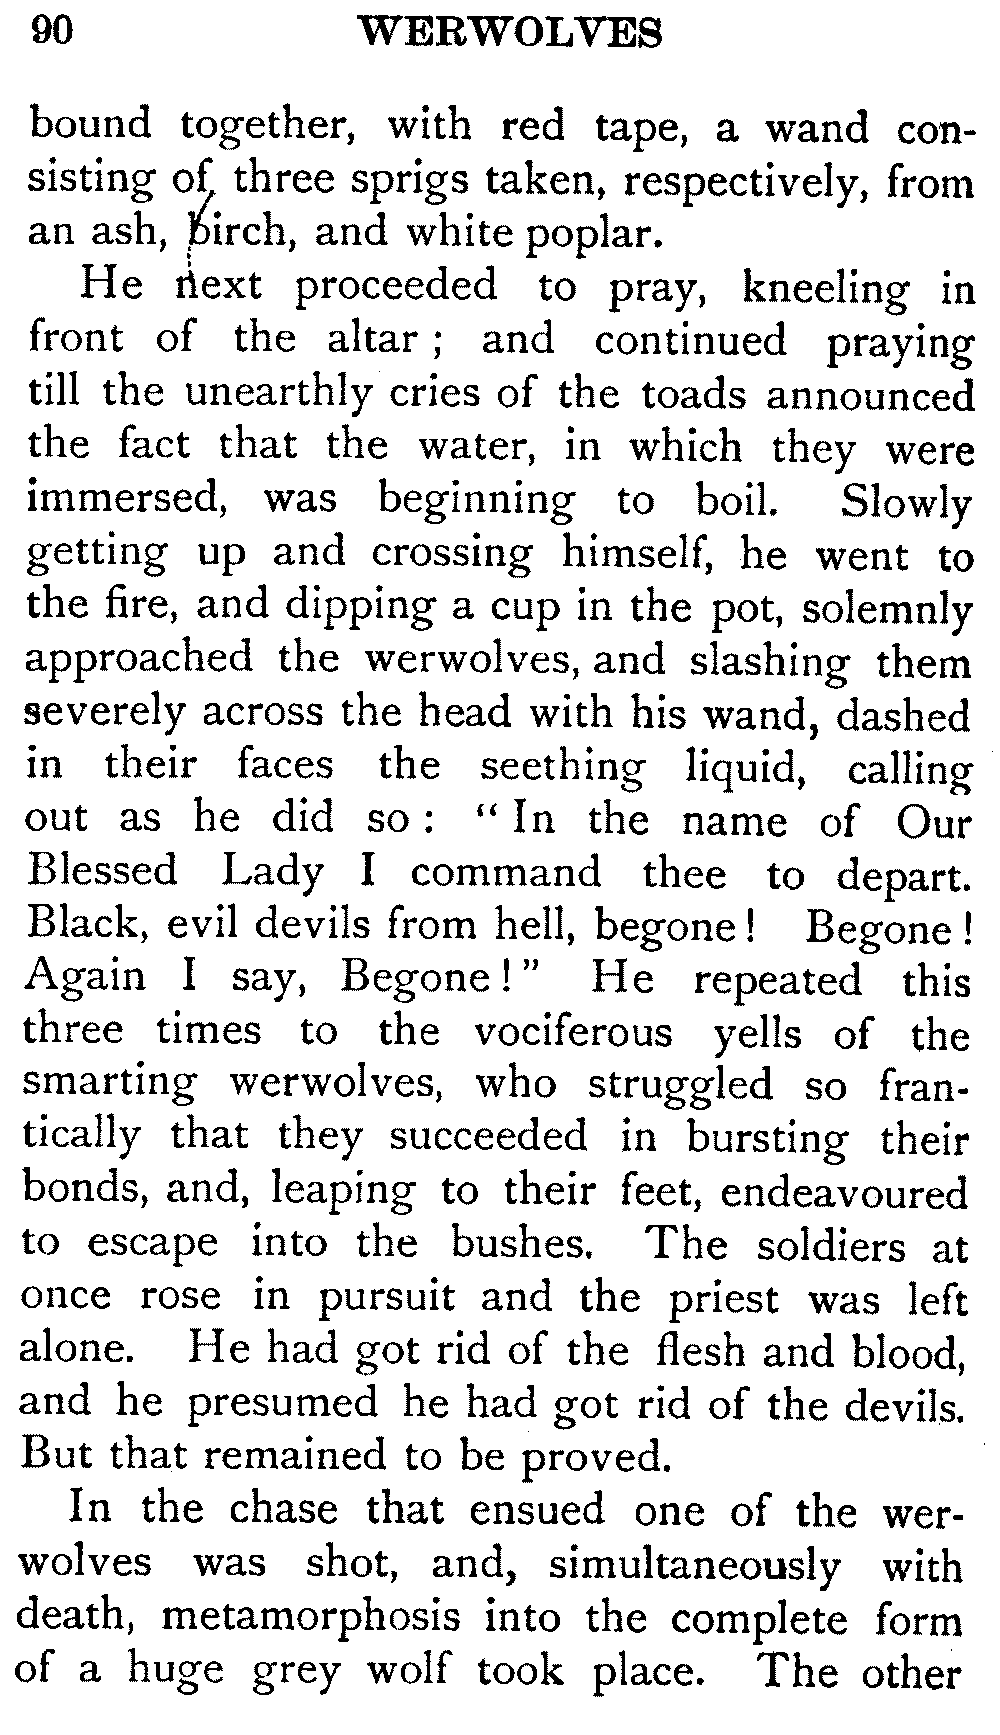 90 WERWOLVES
bound together, with red tape, a wand con-
sisting of three sprigs taken, respectively, from
an ash, birch, and white poplar.
He next proceeded to pray, kneeling in
front of the altar ; and continued praying
till the unearthly cries of the toads announced
the fact that the water, in which they were
immersed, was beginning to boil. Slowly
getting up and crossing himself, he went to
the fire, and dipping a cup in the pot, solemnly
approached the werwolves, and slashing them
severely across the head with his wand, dashed
in their faces the seething liquid, calling
out as he did so : “ In the name of Our
Blessed Lady I command thee to depart.
Black, evil devils from hell, begone ! Begone !
Again I say, Begone ! ” He repeated this
three times to the vociferous yells of the
smarting werwolves, who struggled so fran-
tically that they succeeded in bursting their
bonds, and, leaping to their feet, endeavoured
to escape into the bushes. The soldiers at
once rose in pursuit and the priest was left
alone. He had got rid of the flesh and blood,
and he presumed he had got rid of the devils.
But that remained to be proved.
In the chase that ensued one of the wer-
wolves was shot, and, simultaneously with
death, metamorphosis into the complete form
of a huge grey wolf took place. The other